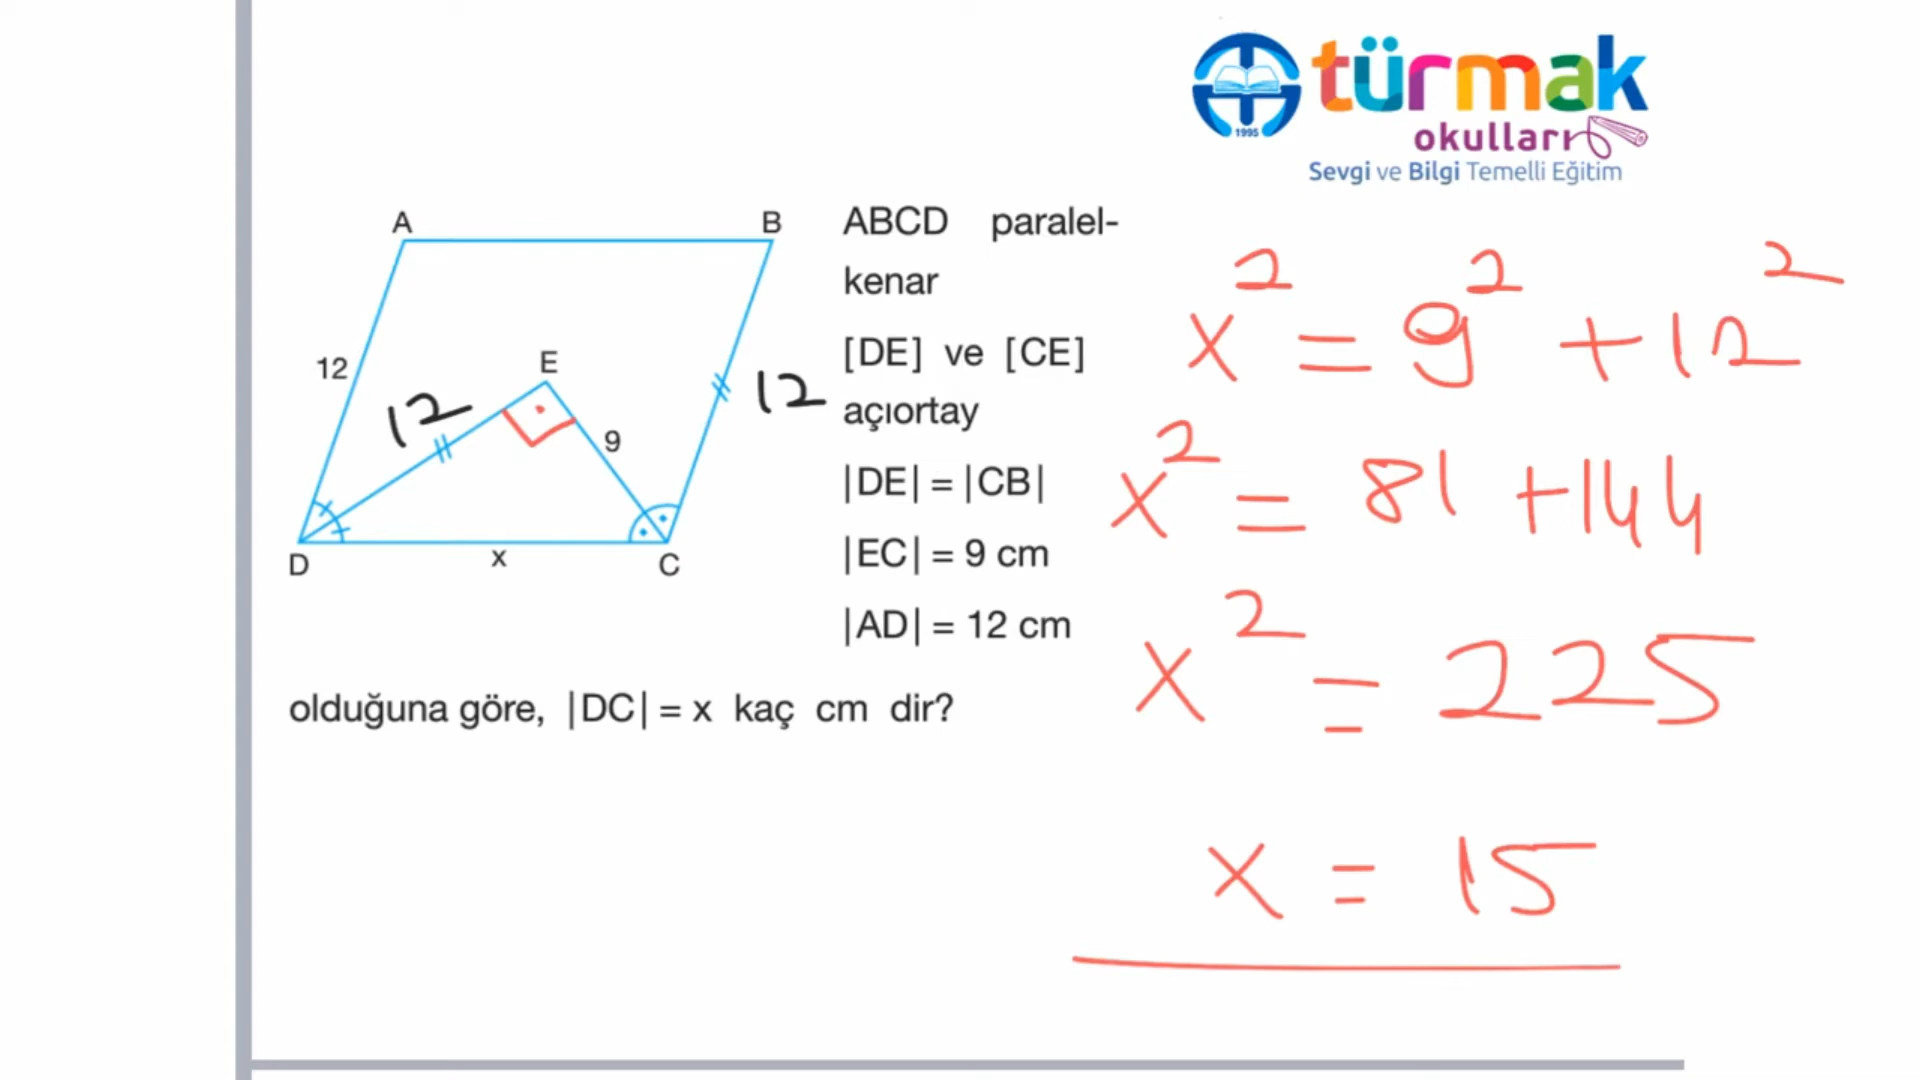 1995
türmak
okulları
Sevgi ve Bilgi Temelli Eğitim
A
B
12
E
12
12
9
D
x
C
ABCD paralel-
kenar
[DE] ve [CE]
açıortay
|DE| = |CB|
|EC| = 9 cm
|AD| = 12 cm
olduğuna göre, |DC| = x kaç cm dir?
x² = 9² + 12²
x² = 81 + 144
x² = 225
x = 15